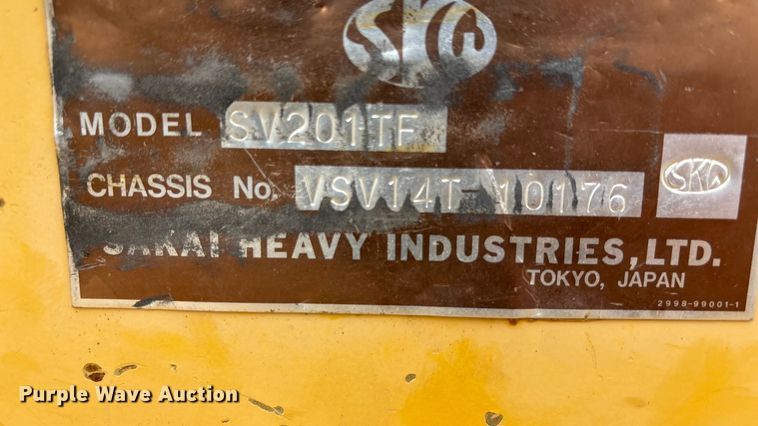 SKW
MODEL SV201TF
CHASSIS No. VSV14T-10176
SKW
SAKAI HEAVY INDUSTRIES, LTD.
TOKYO, JAPAN
2998-99001-1
Purple Wave Auction